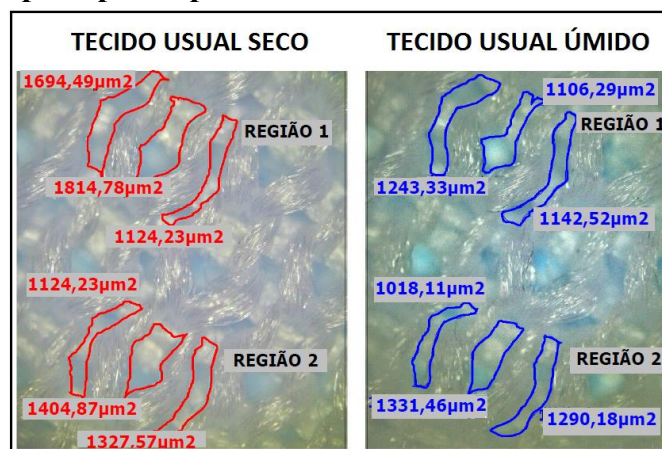 TECIDO USUAL SECO
1694,49µm2
REGIÃO 1
1814,78µm2
1124,23µm2
1124,23µm2
REGIÃO 2
1404,87µm2
1327,57µm2
TECIDO USUAL ÚMIDO
1106,29µm2
REGIÃO 1
1243,33µm2
1142,52µm2
1018,11µm2
REGIÃO 2
1331,46µm2
1290,18µm2